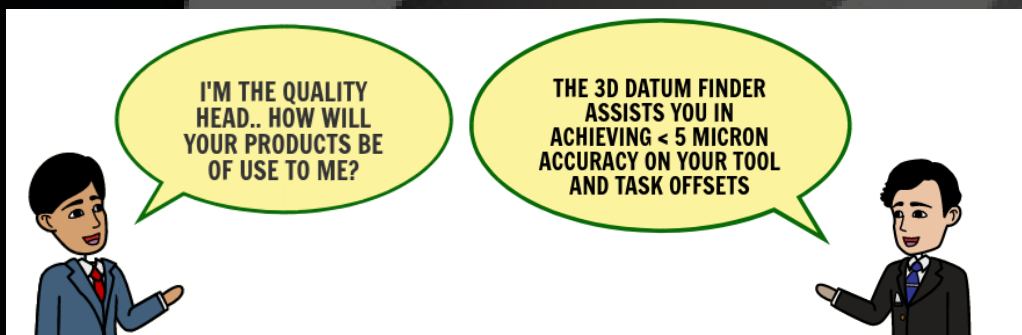 I'M THE QUALITY
HEAD.. HOW WILL
YOUR PRODUCTS BE
OF USE TO ME?
THE 3D DATUM FINDER
ASSISTS YOU IN
ACHIEVING < 5 MICRON
ACCURACY ON YOUR TOOL
AND TASK OFFSETS